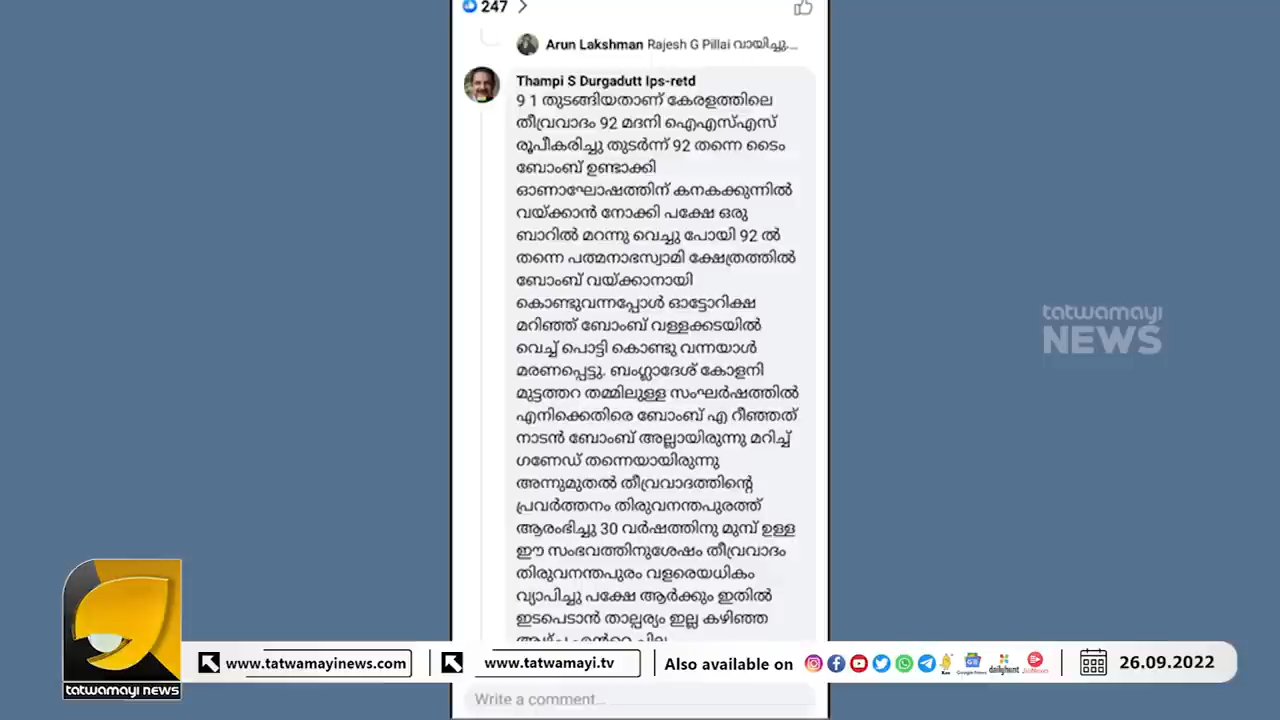 247
Arun Lakshman Rajesh G Pillai വായിച്ചു....
Thampi S Durgadutt Ips-retd
9 1 തുടങ്ങിയതാണ് കേരളത്തിലെ
തീവ്രവാദം 92 മദനി ഐഎസ്എസ്
രൂപീകരിച്ചു തുടർന്ന് 92 തന്നെ ടൈം
ബോംബ് ഉണ്ടാക്കി
ഓണാഘോഷത്തിന് കനകക്കുന്നിൽ
വയ്ക്കാൻ നോക്കി പക്ഷേ ഒരു
ബാറിൽ മറന്നു വെച്ചു പോയി 92 ൽ
തന്നെ പത്മനാഭസ്വാമി ക്ഷേത്രത്തിൽ
ബോംബ് വയ്ക്കാനായി
കൊണ്ടുവന്നപ്പോൾ ഓട്ടോറിക്ഷ
മറിഞ്ഞ് ബോംബ് വള്ളക്കടയിൽ
വെച്ച് പൊട്ടി കൊണ്ടു വന്നയാൾ
മരണപ്പെട്ടു. ബംഗ്ലാദേശ് കോളനി
മുട്ടത്തറ തമ്മിലുള്ള സംഘർഷത്തിൽ
എനിക്കെതിരെ ബോംബ് എ റീഞ്ഞത്
നാടൻ ബോംബ് അല്ലായിരുന്നു മറിച്ച്
ഗണേഡ് തന്നെയായിരുന്നു
അന്നുമുതൽ തീവ്രവാദത്തിന്റെ
പ്രവർത്തനം തിരുവനന്തപുരത്ത്
ആരംഭിച്ചു 30 വർഷത്തിനു മുമ്പ് ഉള്ള
ഈ സംഭവത്തിനുശേഷം തീവ്രവാദം
തിരുവനന്തപുരം വളരെയധികം
വ്യാപിച്ചു പക്ഷേ ആർക്കും ഇതിൽ
ഇടപെടാൻ താല്പര്യം ഇല്ല കഴിഞ്ഞ
tatwamayi
NEWS
tatwamayi news
www.tatwamayinews.com
www.tatwamayi.tv
Also available on
Koo
Google News
dailyhunt
26.09.2022
Write a comment...